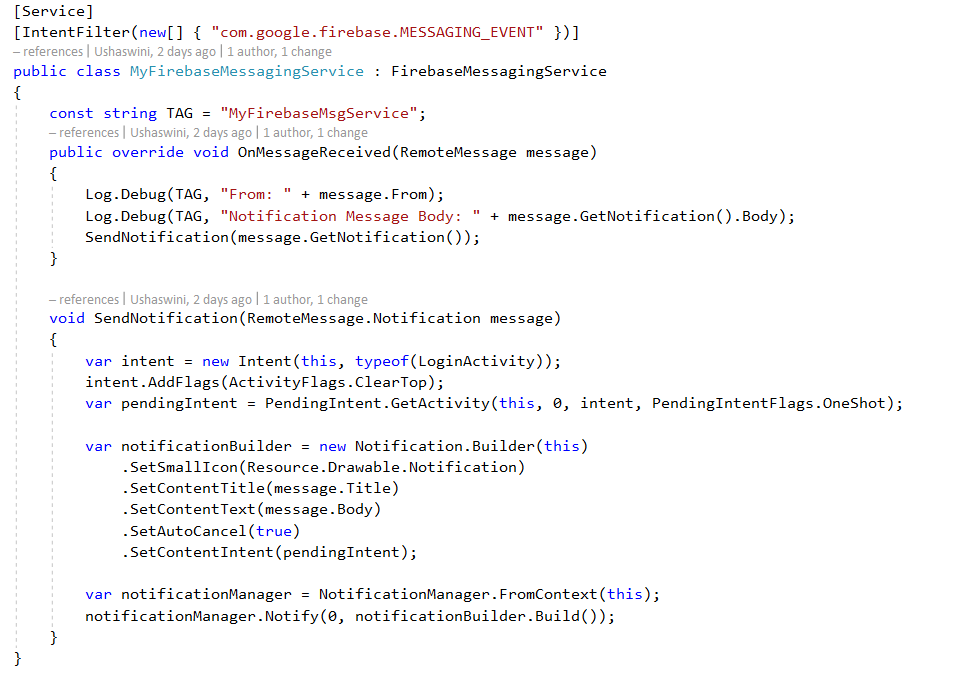 [Service]
[IntentFilter(new[] { "com.google.firebase.MESSAGING_EVENT" })]
– references | Ushaswini, 2 days ago | 1 author, 1 change
public class MyFirebaseMessagingService : FirebaseMessagingService
{
    const string TAG = "MyFirebaseMsgService";
    – references | Ushaswini, 2 days ago | 1 author, 1 change
    public override void OnMessageReceived(RemoteMessage message)
    {
        Log.Debug(TAG, "From: " + message.From);
        Log.Debug(TAG, "Notification Message Body: " + message.GetNotification().Body);
        SendNotification(message.GetNotification());
    }

    – references | Ushaswini, 2 days ago | 1 author, 1 change
    void SendNotification(RemoteMessage.Notification message)
    {
        var intent = new Intent(this, typeof(LoginActivity));
        intent.AddFlags(ActivityFlags.ClearTop);
        var pendingIntent = PendingIntent.GetActivity(this, 0, intent, PendingIntentFlags.OneShot);

        var notificationBuilder = new Notification.Builder(this)
            .SetSmallIcon(Resource.Drawable.Notification)
            .SetContentTitle(message.Title)
            .SetContentText(message.Body)
            .SetAutoCancel(true)
            .SetContentIntent(pendingIntent);

        var notificationManager = NotificationManager.FromContext(this);
        notificationManager.Notify(0, notificationBuilder.Build());
    }
}